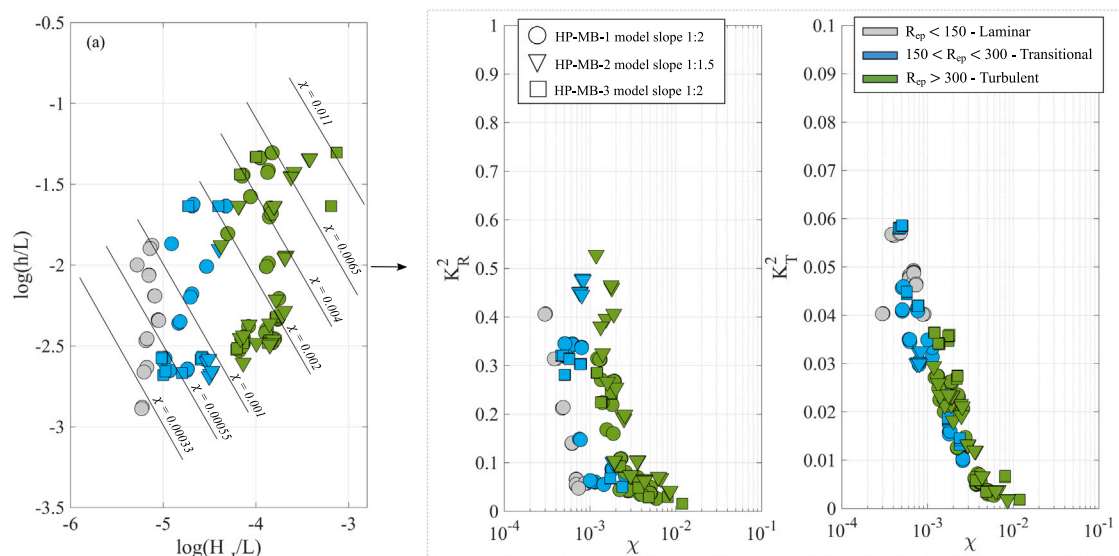 (a)
-0.5
-1
-1.5
-2
-2.5
-3
-3.5
log(h/L)
-6
-5
-4
-3
χ = 0.011
χ = 0.0065
χ = 0.004
χ = 0.002
χ = 0.001
χ = 0.00055
χ = 0.00033
HP-MB-1 model slope 1:2
HP-MB-2 model slope 1:1.5
HP-MB-3 model slope 1:2
1
0.9
0.8
0.7
0.6
0.5
0.4
0.3
0.2
0.1
0
K²_R
10⁻⁴
10⁻³
10⁻²
10⁻¹
χ
R_ep < 150 - Laminar
150 < R_ep < 300 - Transitional
R_ep > 300 - Turbulent
0.1
0.09
0.08
0.07
0.06
0.05
0.04
0.03
0.02
0.01
0
K²_T
10⁻⁴
10⁻³
10⁻²
10⁻¹
χ